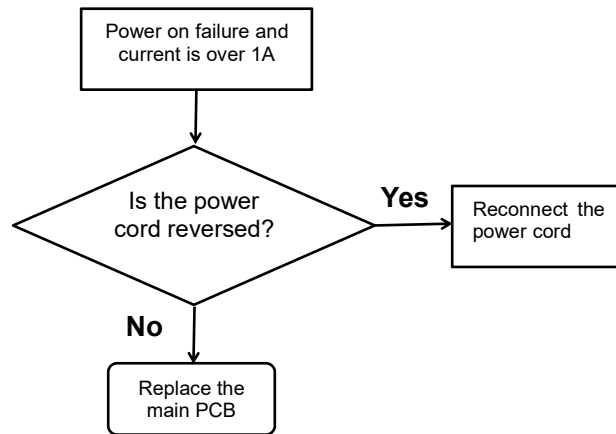 Power on failure and
current is over 1A
Is the power
cord reversed?
Yes
Reconnect the
power cord
No
Replace the
main PCB